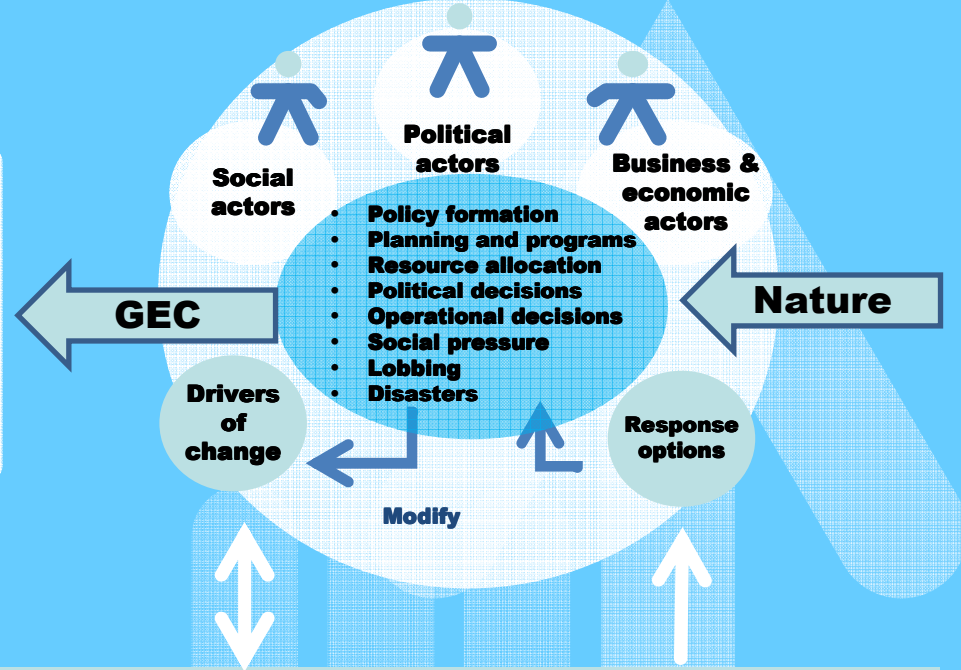 Political
actors
Social
actors
Business &
economic
actors
• Policy formation
• Planning and programs
• Resource allocation
• Political decisions
• Operational decisions
• Social pressure
• Lobbing
• Disasters
GEC
Nature
Drivers
of
change
Response
options
Modify